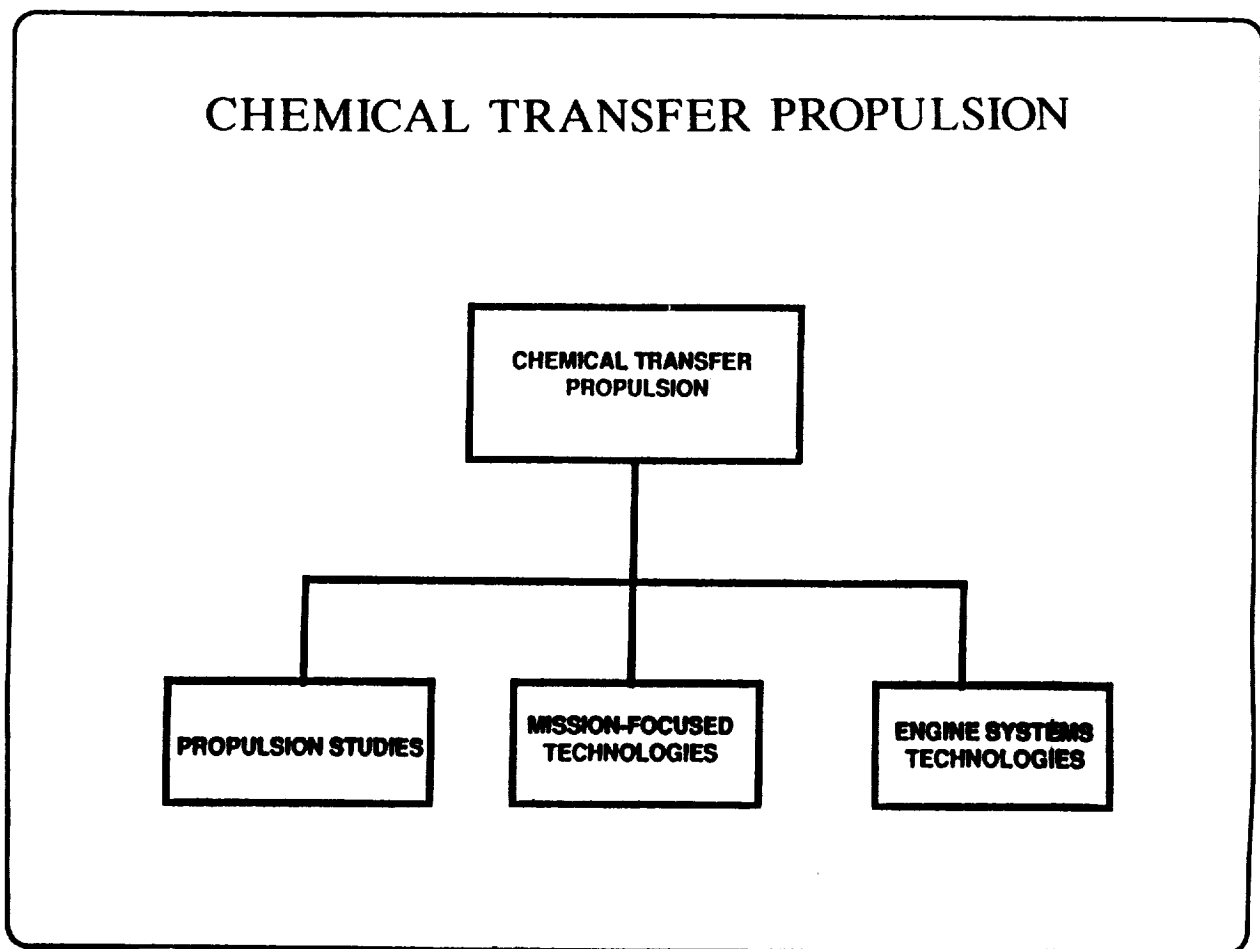 CHEMICAL TRANSFER PROPULSION
CHEMICAL TRANSFER
PROPULSION
PROPULSION STUDIES
MISSION-FOCUSED
TECHNOLOGIES
ENGINE SYSTEMS
TECHNOLOGIES